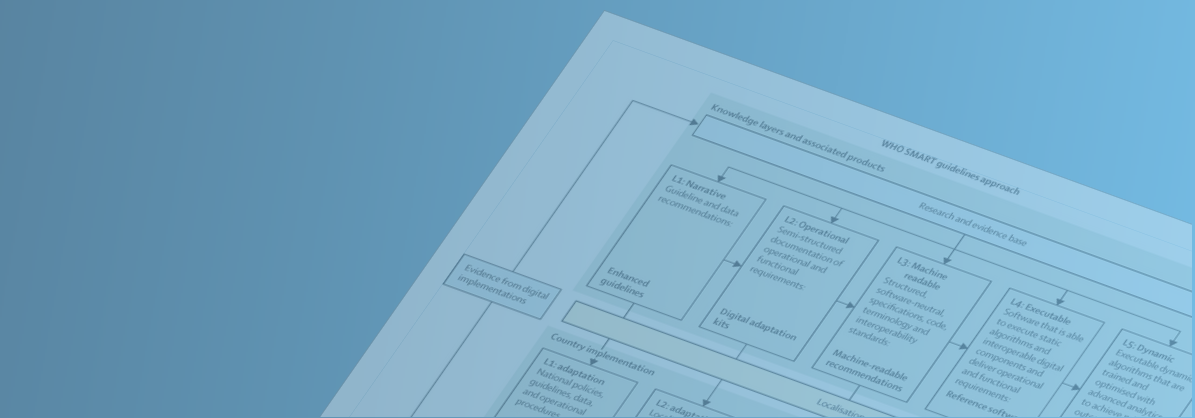 WHO SMART guidelines approach
Knowledge layers and associated products
Research and evidence base
L1: Narrative
Guideline and data
recommendations:
Enhanced
guidelines
L2: Operational
Semi-structured
documentation of
operational and
functional
requirements:
Digital adaptation
kits
L3: Machine
readable
Structured,
software-neutral,
specifications, code,
terminology and
interoperability
standards:
Machine-readable
recommendations
L4: Executable
Software that is able
to execute static
algorithms and
interoperable digital
components and
deliver operational
and functional
requirements:
Reference softw
L5: Dynamic
Executable dynamic
algorithms that are
trained and
optimised with
advanced analytic
to achieve
Evidence from digital
implementations
Localisation
Country implementation
L1: adaptation
National policies,
guidelines, data,
and operational
procedures
L2: adapta